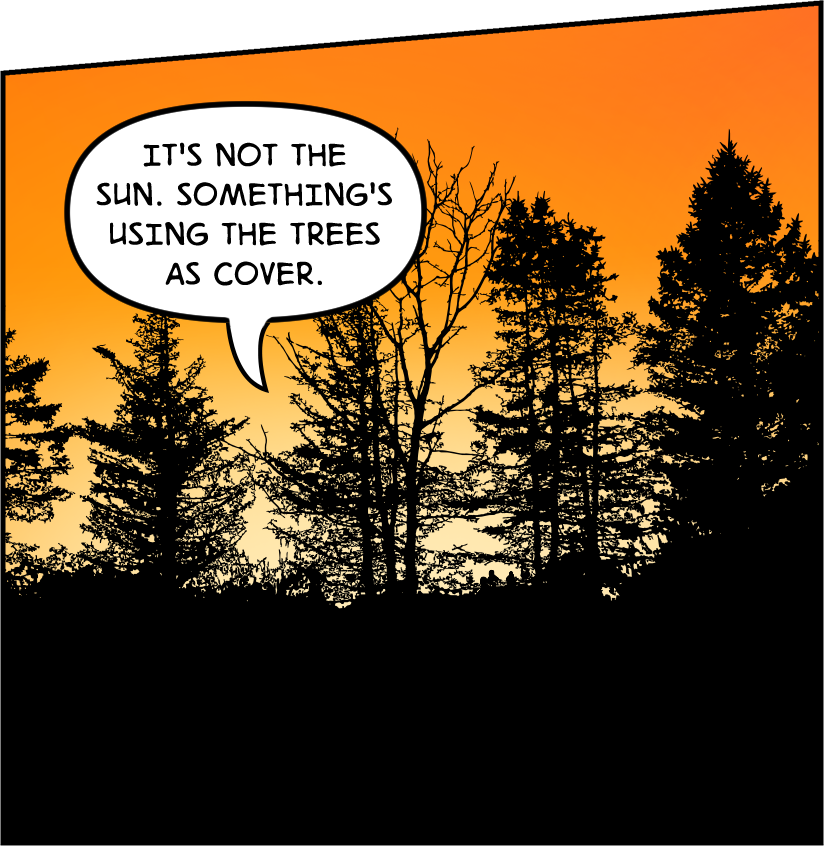 IT'S NOT THE
SUN. SOMETHING'S
USING THE TREES
AS COVER.